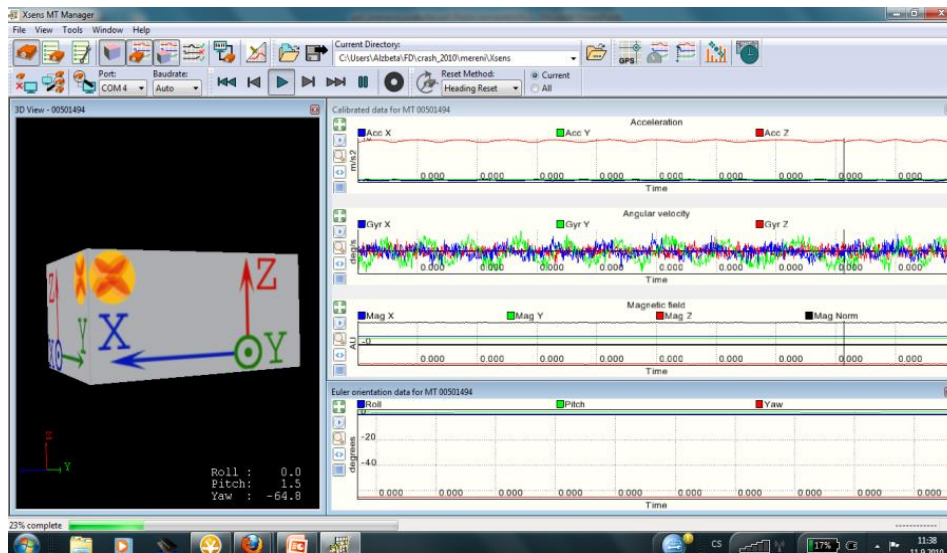 Xsens MT Manager
File View Tools Window Help
Current Directory:
C:\Users\Alzbeta\FD\crash_2010\mereni\Xsens
GPS
Port:
COM 4
Baudrate:
Auto
Reset Method:
Heading Reset
Current
All
3D View - 00501494
Z
Y
X
Z
X
Y
Z
Y
Roll : 0.0
Pitch: 1.5
Yaw : -64.8
Calibrated data for MT 00501494
Acceleration
Acc X Acc Y Acc Z
m/s2
0.000 0.000 0.000 0.000 0.000 0.000 0.000 0.000 0.000
Time
Angular velocity
Gyr X Gyr Y Gyr Z
deg/s
0.000 0.000 0.000 0.000 0.000 0.000 0.000 0.000 0.000
Time
Magnetic field
Mag X Mag Y Mag Z Mag Norm
AU
-0
0.000 0.000 0.000 0.000 0.000 0.000 0.000 0.000 0.000
Time
Euler orientation data for MT 00501494
Roll Pitch Yaw
degrees
0
-20
-40
0.000 0.000 0.000 0.000 0.000 0.000 0.000 0.000 0.000
Time
23% complete
CS
17%
11:38
11.9.2010